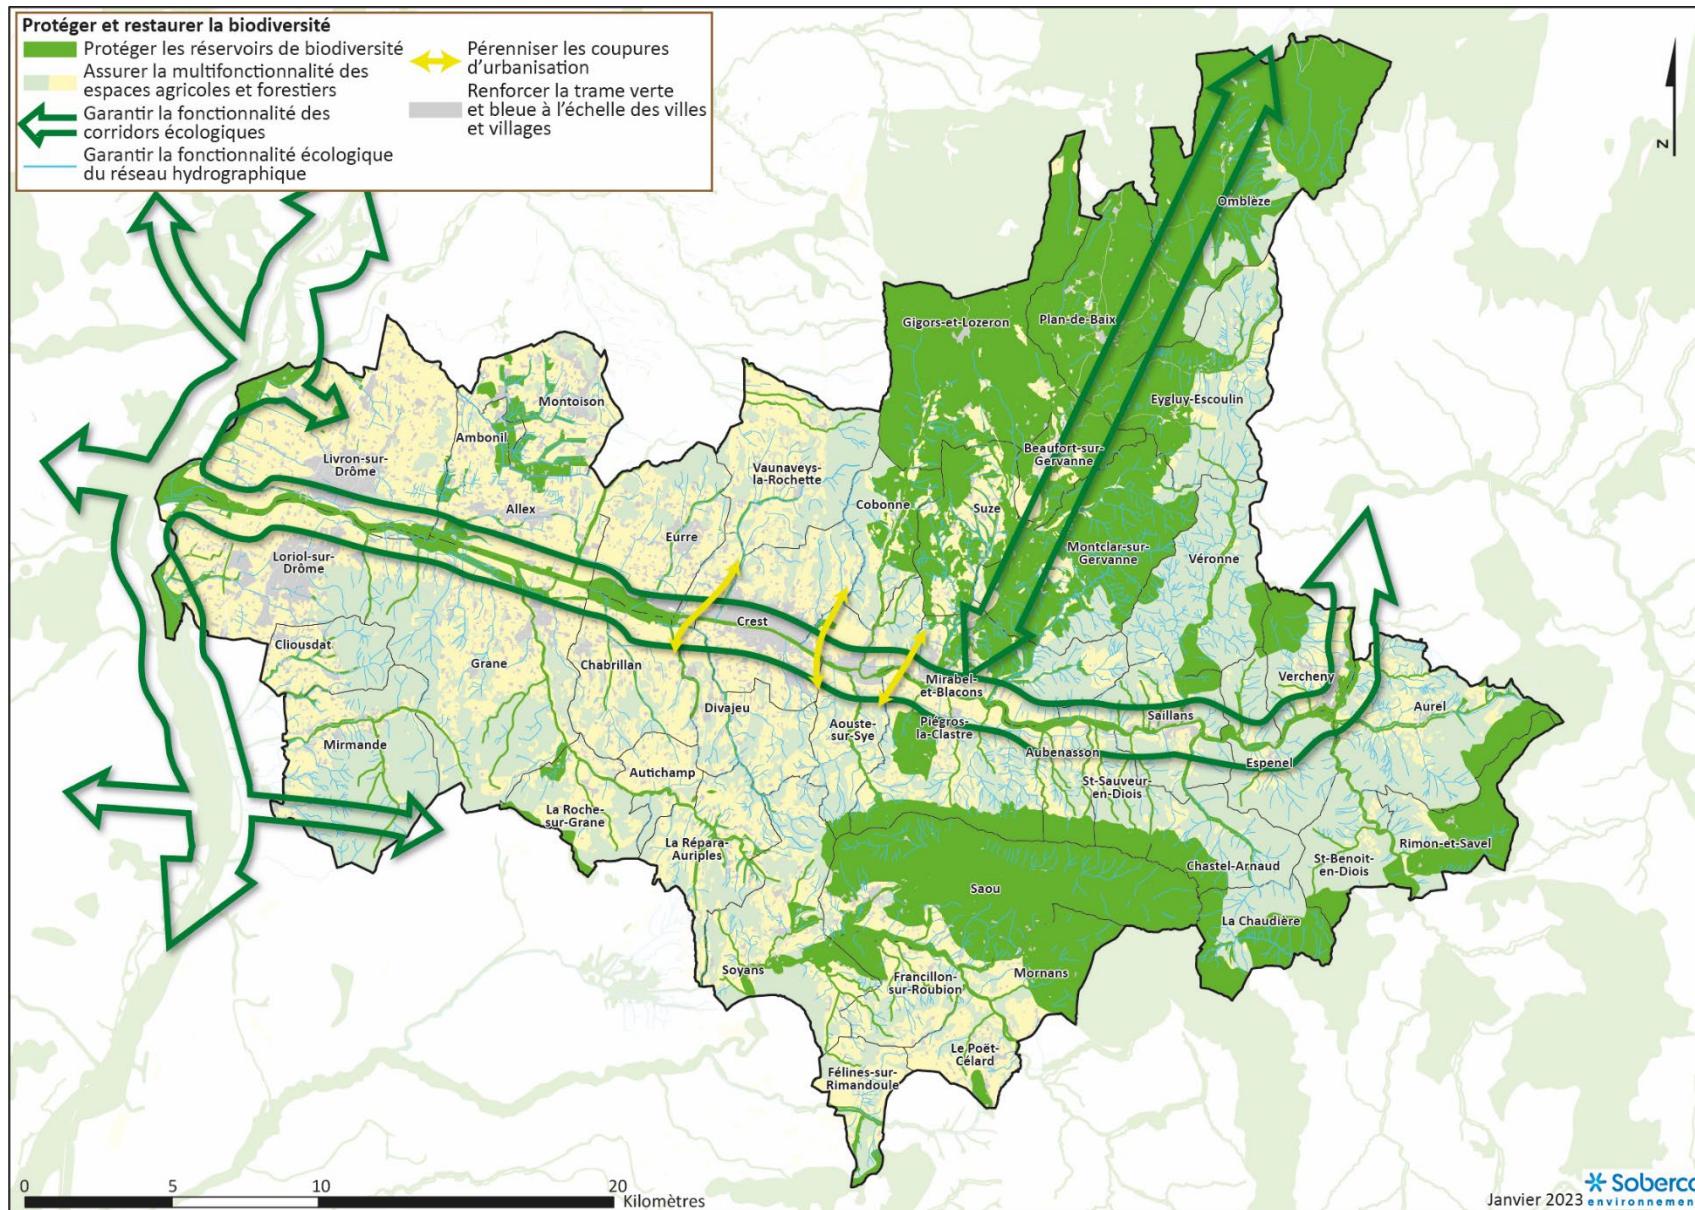 Protéger et restaurer la biodiversité
Protéger les réservoirs de biodiversité
Assurer la multifonctionnalité des
espaces agricoles et forestiers
Garantir la fonctionnalité des
corridors écologiques
Garantir la fonctionnalité écologique
du réseau hydrographique
Pérenniser les coupures
d'urbanisation
Renforcer la trame verte
et bleue à l'échelle des villes
et villages
N
Omblèze
Gigors-et-Lozeron
Plan-de-Baix
Eygluy-Escoulin
Montoison
Ambonil
Livron-sur-
Drôme
Beaufort-sur-
Gervanne
Vaunaveys-
la-Rochette
Cobonne
Suze
Allex
Eurre
Montclar-sur-
Gervanne
Véronne
Loriol-sur-
Drôme
Crest
Cliousdat
Grane
Chabrillan
Mirabel-
et-Blacons
Vercheny
Divajeu
Saillans
Aurel
Aouste-
sur-Sye
Piégros-
la-Clastre
Mirmande
Aubenasson
Espenel
Autichamp
St-Sauveur-
en-Diois
La Roche-
sur-Grane
La Répara-
Auriples
Rimon-et-Savel
Chastel-Arnaud
St-Benoit-
en-Diois
Saou
La Chaudière
Soyans
Francillon-
sur-Roubion
Mornans
Le Poët-
Célard
Félines-sur-
Rimandoule
0 5 10 20
Kilomètres
Janvier 2023
Soberco
environnement